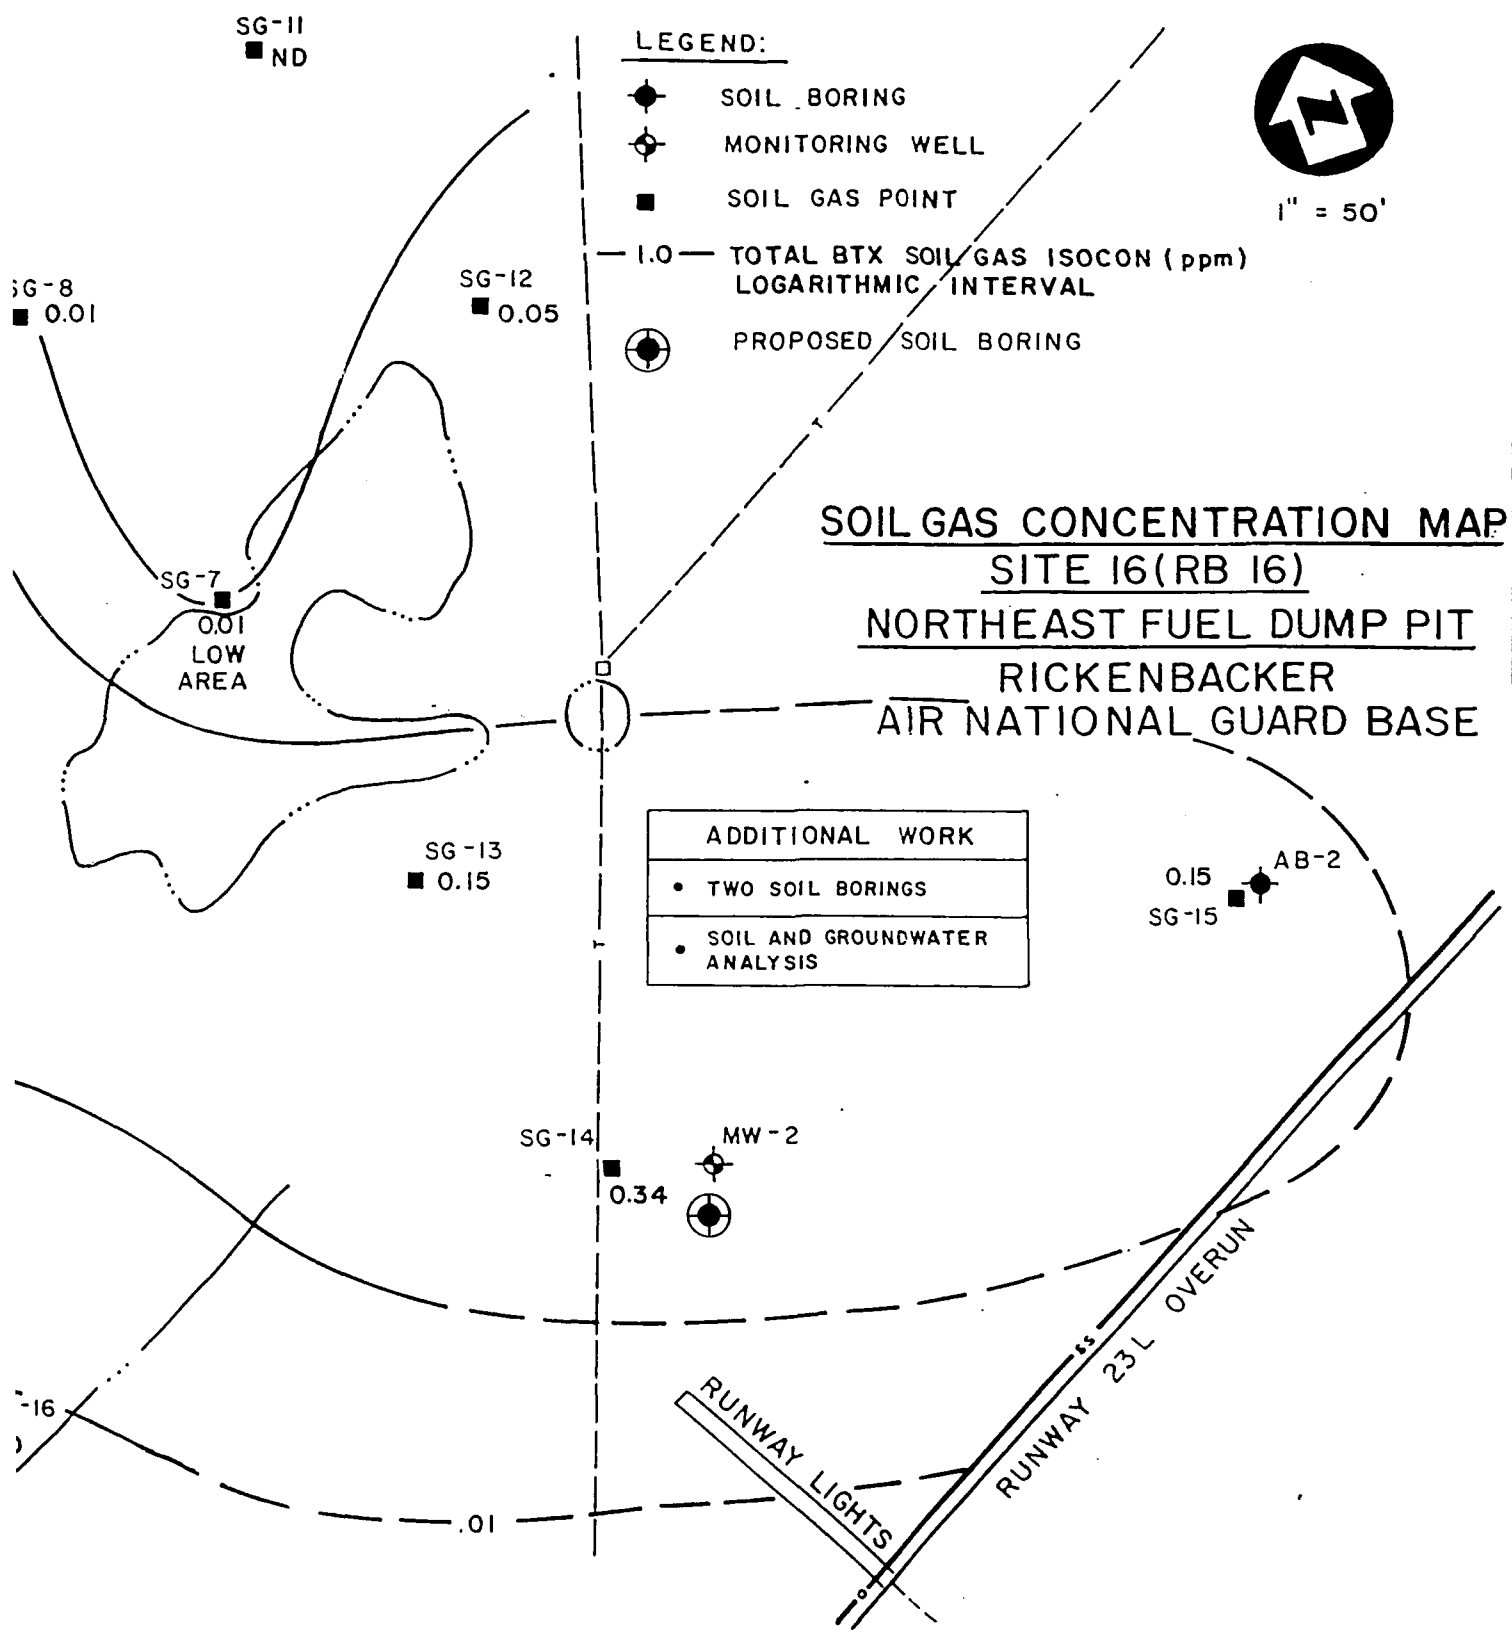 SG-11
ND
LEGEND:
SOIL BORING
MONITORING WELL
SOIL GAS POINT
1.0 TOTAL BTX SOIL GAS ISOCON (ppm)
LOGARITHMIC INTERVAL
PROPOSED SOIL BORING
N
1" = 50'
SG-8
0.01
SG-12
0.05
T
SOIL GAS CONCENTRATION MAP
SITE 16 (RB 16)
NORTHEAST FUEL DUMP PIT
RICKENBACKER
AIR NATIONAL GUARD BASE
SG-7
0.01
LOW
AREA
ADDITIONAL WORK
• TWO SOIL BORINGS
• SOIL AND GROUNDWATER
ANALYSIS
SG-13
0.15
T
0.15
AB-2
SG-15
SG-14
0.34
MW-2
-16
.01
SS
RUNWAY 23L OVERUN
RUNWAY LIGHTS